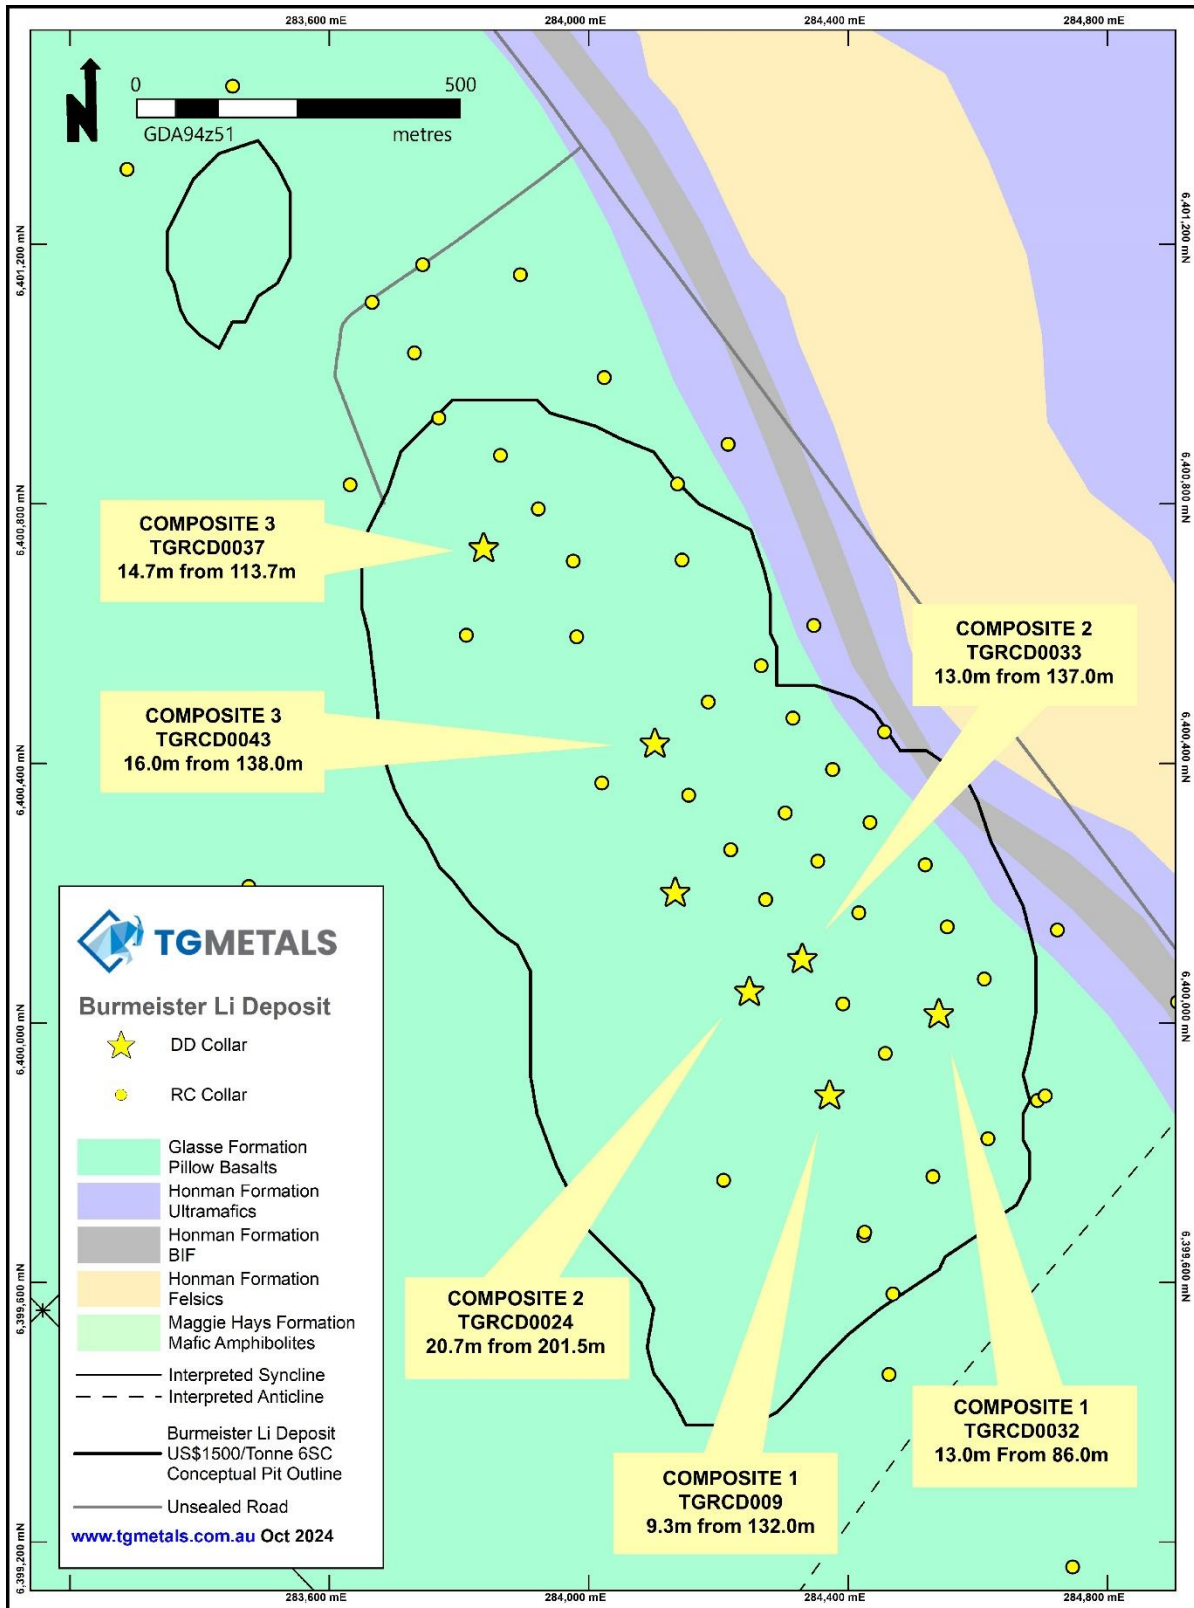 283,600 mE
284,000 mE
284,400 mE
284,800 mE
0
500
N
GDA94z51
metres
6,401,200 mN
6,401,200 mN
6,400,800 mN
6,400,800 mN
COMPOSITE 3
TGRCD0037
14.7m from 113.7m
COMPOSITE 2
TGRCD0033
13.0m from 137.0m
COMPOSITE 3
TGRCD0043
16.0m from 138.0m
6,400,400 mN
6,400,400 mN
TGMETALS
Burmeister Li Deposit
DD Collar
RC Collar
Glasse Formation
Pillow Basalts
Honman Formation
Ultramafics
Honman Formation
BIF
Honman Formation
Felsics
Maggie Hays Formation
Mafic Amphibolites
Interpreted Syncline
Interpreted Anticline
Burmeister Li Deposit
US$1500/Tonne 6SC
Conceptual Pit Outline
Unsealed Road
www.tgmetals.com.au Oct 2024
6,400,000 mN
6,400,000 mN
6,399,600 mN
6,399,600 mN
COMPOSITE 2
TGRCD0024
20.7m from 201.5m
COMPOSITE 1
TGRCD0032
13.0m From 86.0m
COMPOSITE 1
TGRCD009
9.3m from 132.0m
6,399,200 mN
6,399,200 mN
283,600 mE
284,000 mE
284,400 mE
284,800 mE